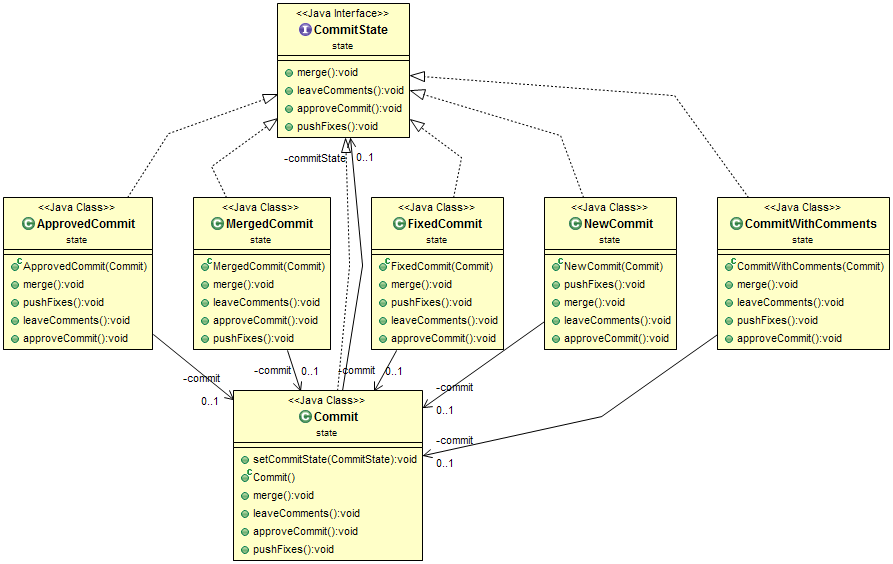 <<Java Interface>>
CommitState
state
merge():void
leaveComments():void
approveCommit():void
pushFixes():void
-commitState
0..1
<<Java Class>>
ApprovedCommit
state
ApprovedCommit(Commit)
merge():void
pushFixes():void
leaveComments():void
approveCommit():void
<<Java Class>>
MergedCommit
state
MergedCommit(Commit)
merge():void
leaveComments():void
approveCommit():void
pushFixes():void
<<Java Class>>
FixedCommit
state
FixedCommit(Commit)
merge():void
pushFixes():void
leaveComments():void
approveCommit():void
<<Java Class>>
NewCommit
state
NewCommit(Commit)
pushFixes():void
merge():void
leaveComments():void
approveCommit():void
<<Java Class>>
CommitWithComments
state
CommitWithComments(Commit)
merge():void
leaveComments():void
pushFixes():void
approveCommit():void
-commit
0..1
-commit
0..1
-commit
0..1
-commit
0..1
-commit
0..1
<<Java Class>>
Commit
state
setCommitState(CommitState):void
Commit()
merge():void
leaveComments():void
approveCommit():void
pushFixes():void